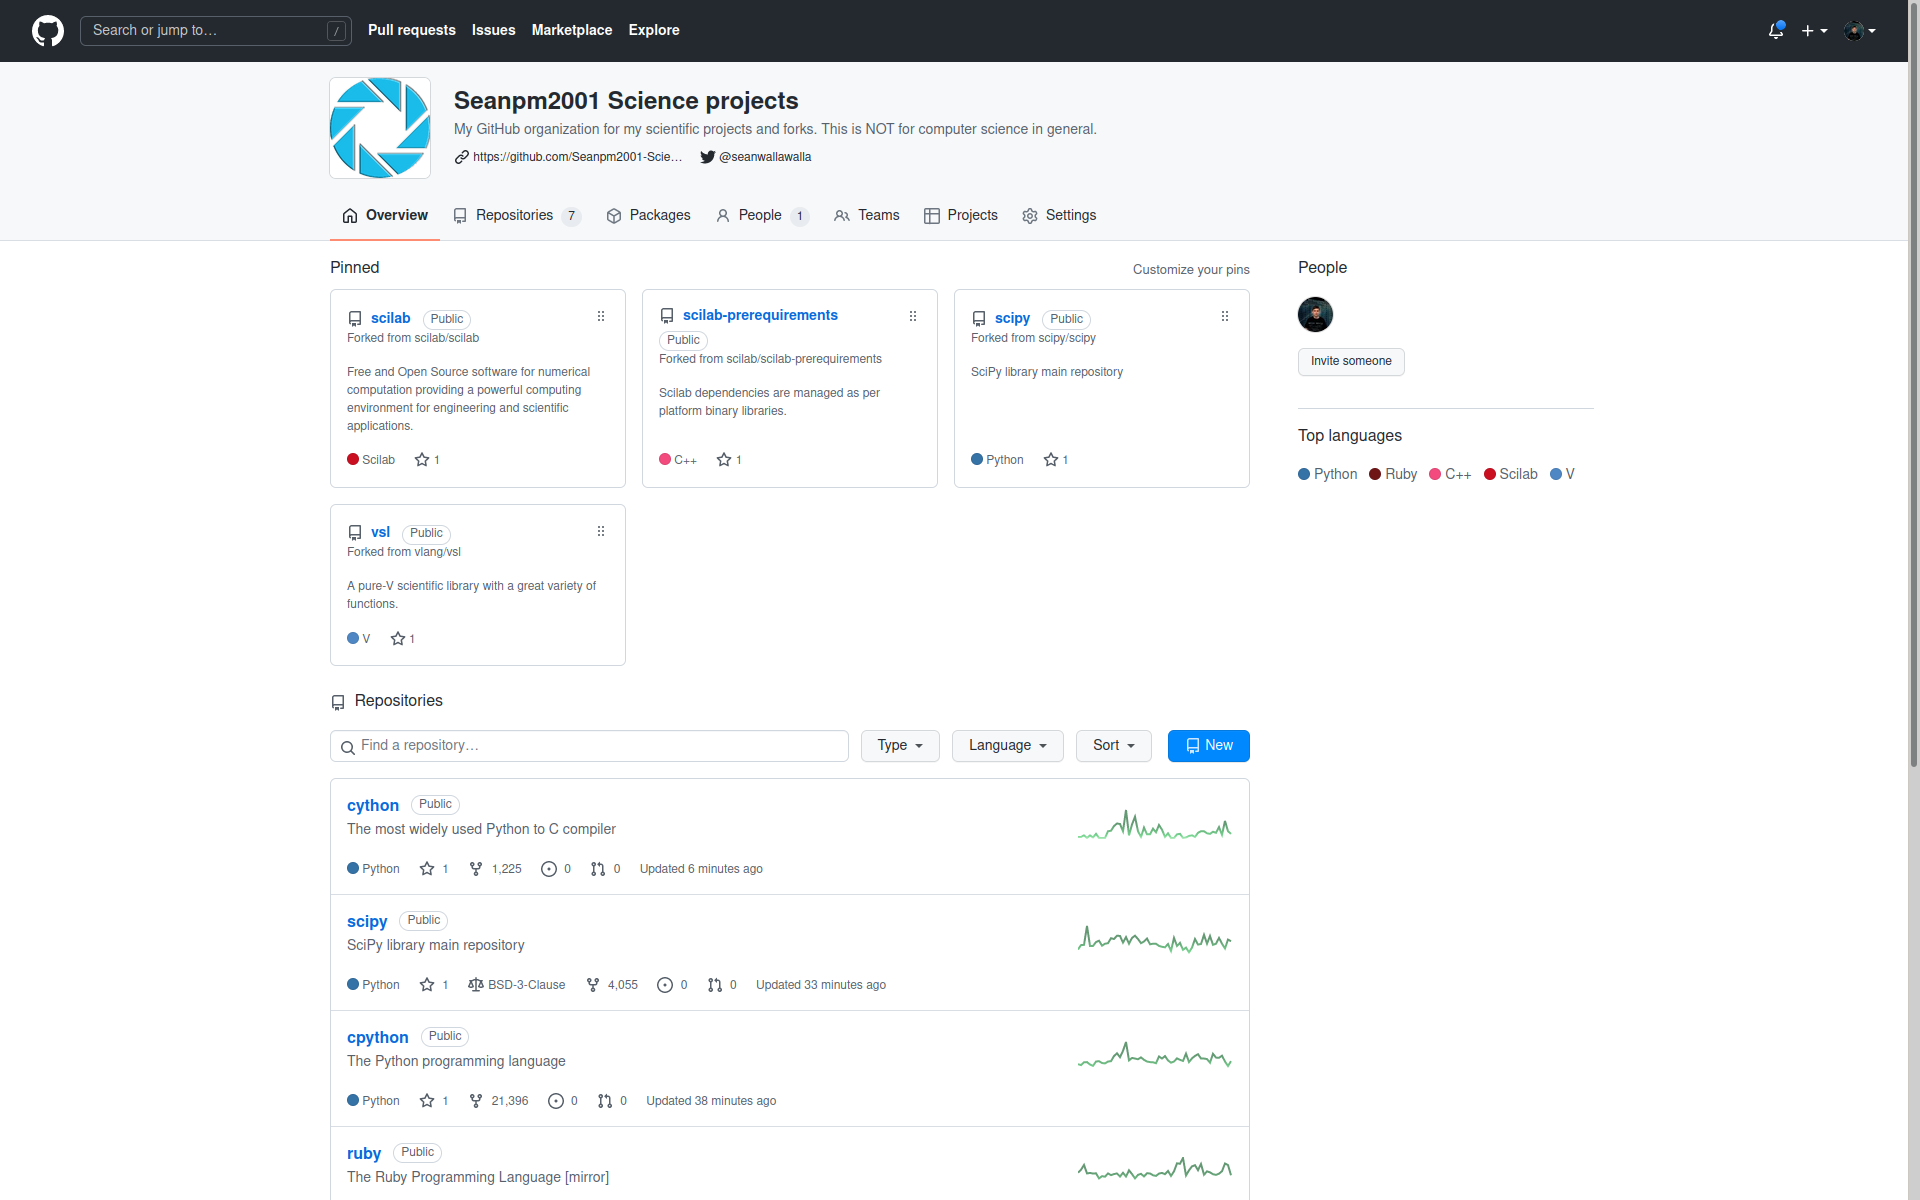 Search or jump to…
/
Pull requests
Issues
Marketplace
Explore
Seanpm2001 Science projects
My GitHub organization for my scientific projects and forks. This is NOT for computer science in general.
https://github.com/Seanpm2001-Scie… @seanwallawalla
Overview
Repositories 7
Packages
People 1
Teams
Projects
Settings
Pinned
Customize your pins
scilab Public
Forked from scilab/scilab
Free and Open Source software for numerical
computation providing a powerful computing
environment for engineering and scientific
applications.
Scilab 1
scilab-prerequirements
Public
Forked from scilab/scilab-prerequirements
Scilab dependencies are managed as per
platform binary libraries.
C++ 1
scipy Public
Forked from scipy/scipy
SciPy library main repository
Python 1
vsl Public
Forked from vlang/vsl
A pure-V scientific library with a great variety of
functions.
V 1
People
Invite someone
Top languages
Python Ruby C++ Scilab V
Repositories
Find a repository…
Type
Language
Sort
New
cython Public
The most widely used Python to C compiler
Python 1 1,225 0 0 Updated 6 minutes ago
scipy Public
SciPy library main repository
Python 1 BSD-3-Clause 4,055 0 0 Updated 33 minutes ago
cpython Public
The Python programming language
Python 1 21,396 0 0 Updated 38 minutes ago
ruby Public
The Ruby Programming Language [mirror]